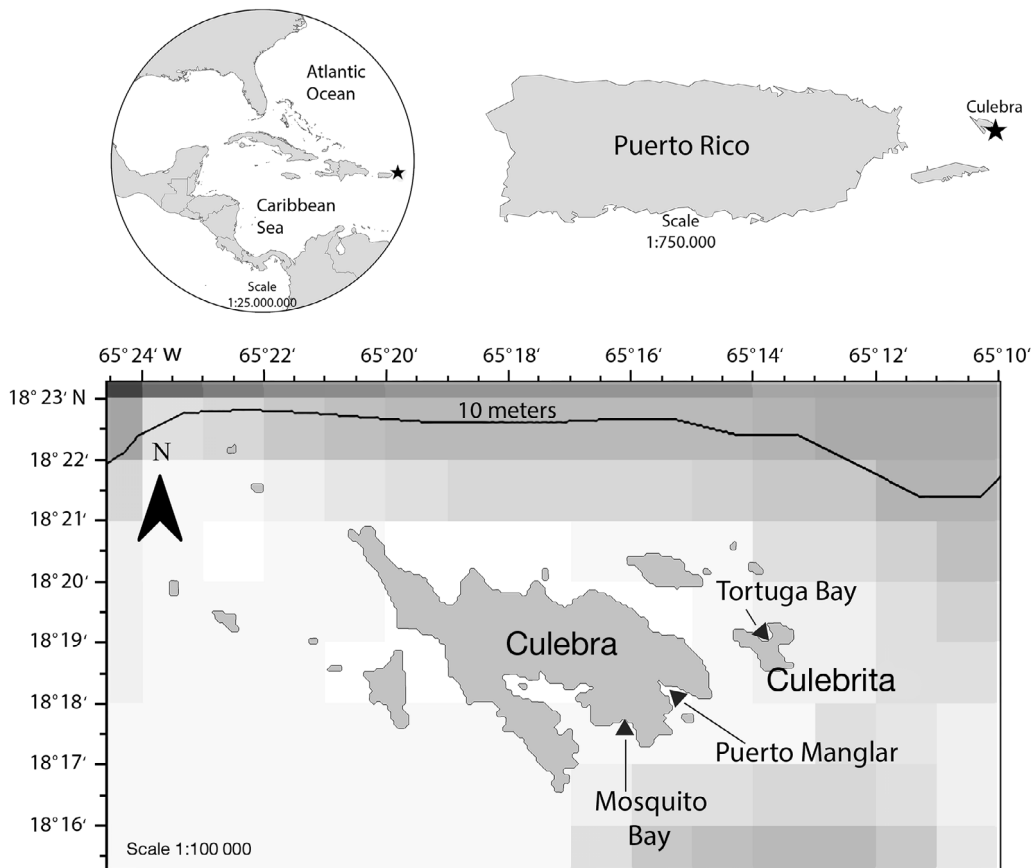 Atlantic
Ocean
Caribbean
Sea
Scale
1:25.000.000
Puerto Rico
Scale
1:750.000
Culebra
65°24‘ W 65°22‘ 65°20‘ 65°18‘ 65°16‘ 65°14‘ 65°12‘ 65°10‘
18°23‘ N
10 meters
N
18°22‘
18°21‘
18°20‘
Tortuga Bay
18°19‘
Culebra
Culebrita
18°18‘
Puerto Manglar
18°17‘
Mosquito
Bay
18°16‘
Scale 1:100 000